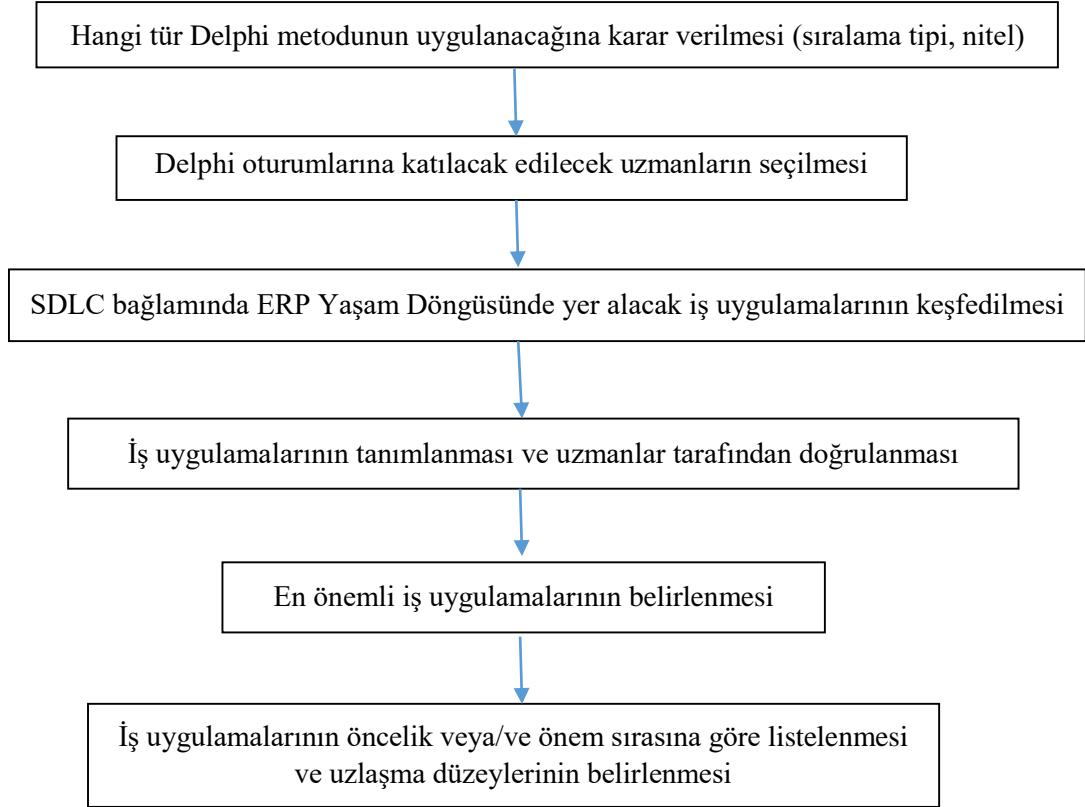 Hangi tür Delphi metodunun uygulanacağına karar verilmesi (sıralama tipi, nitel)
Delphi oturumlarına katılacak edilecek uzmanların seçilmesi
SDLC bağlamında ERP Yaşam Döngüsünde yer alacak iş uygulamalarının keşfedilmesi
İş uygulamalarının tanımlanması ve uzmanlar tarafından doğrulanması
En önemli iş uygulamalarının belirlenmesi
İş uygulamalarının öncelik veya/ve önem sırasına göre listelenmesi
ve uzlaşma düzeylerinin belirlenmesi